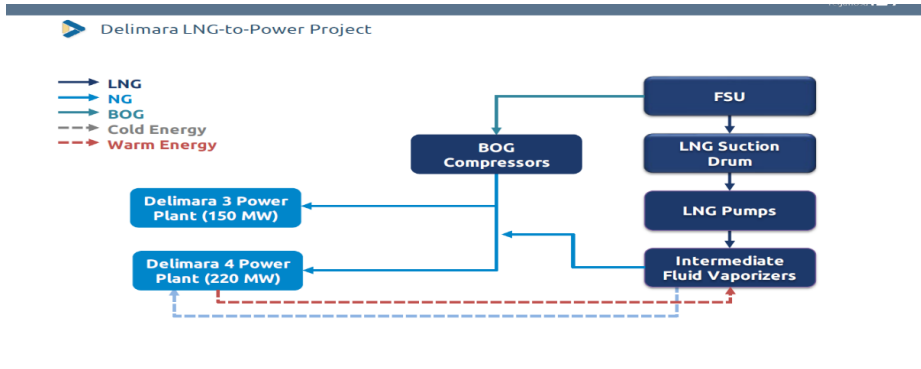 Delimara LNG-to-Power Project
LNG
NG
BOG
Cold Energy
Warm Energy
FSU
BOG
Compressors
LNG Suction
Drum
Delimara 3 Power
Plant (150 MW)
LNG Pumps
Delimara 4 Power
Plant (220 MW)
Intermediate
Fluid Vaporizers